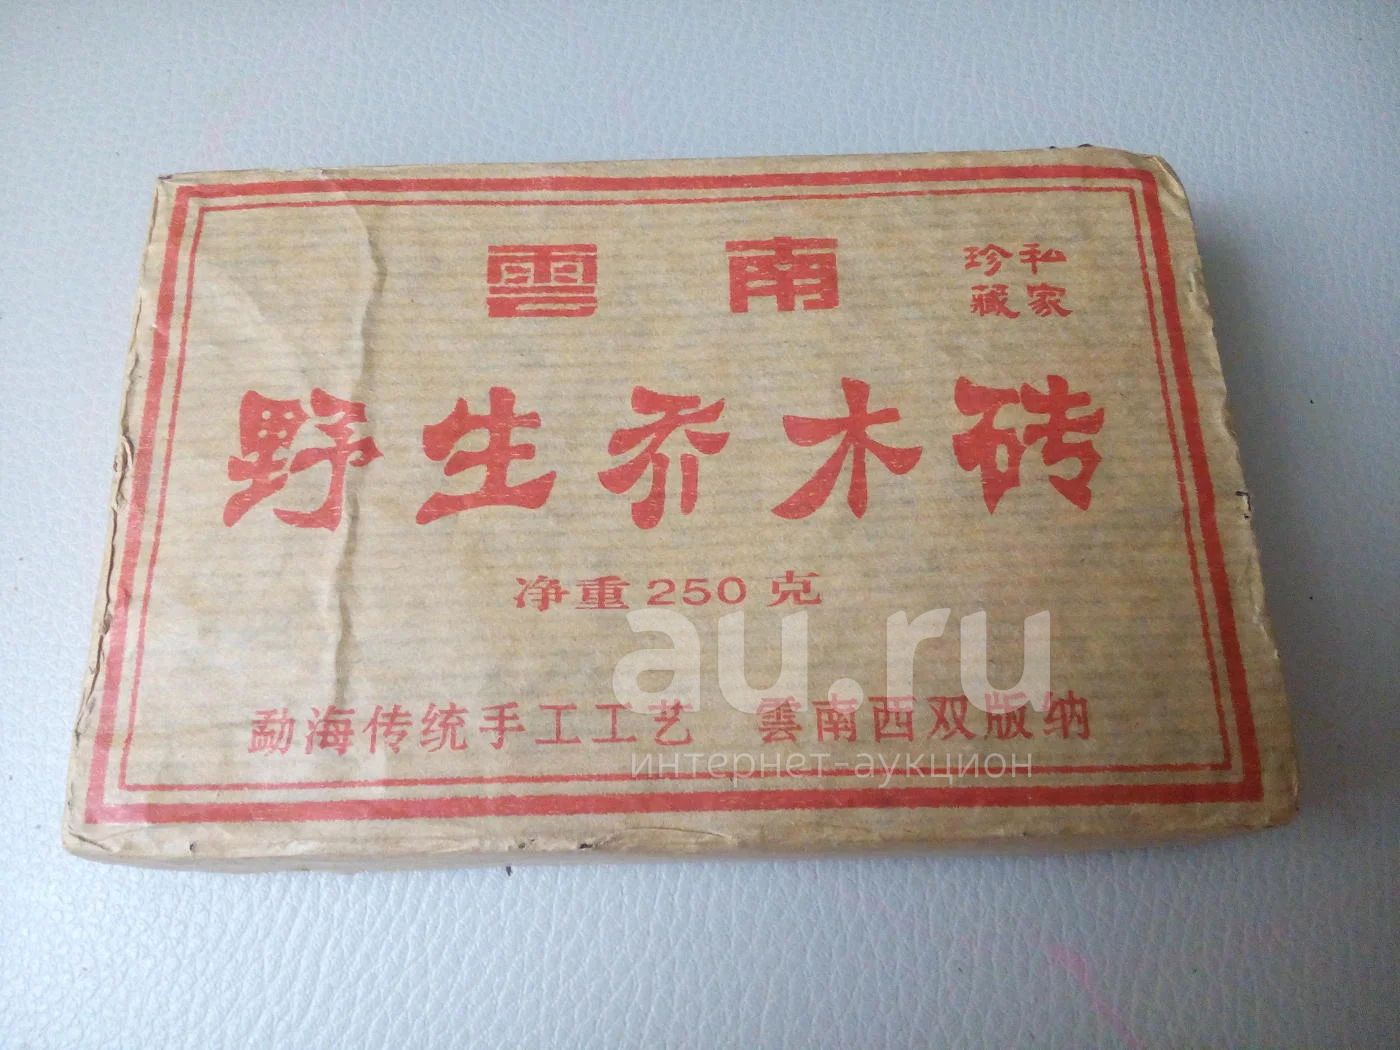 雲南
私家
珍藏
野生乔木砖
净重250克
勐海传统手工工艺 雲南西双版纳
au.ru
интернет-аукцион